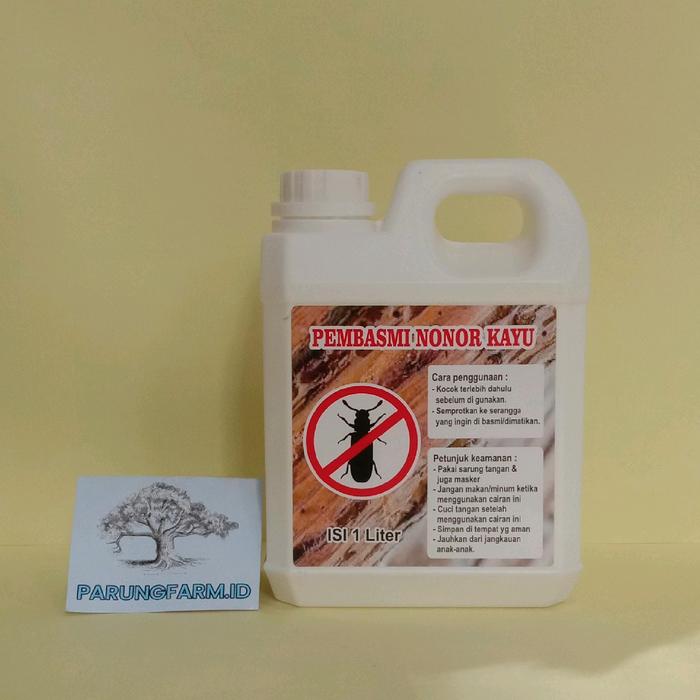 PEMBASMI NONOR KAYU
Cara penggunaan :
- Kocok terlebih dahulu
sebelum di gunakan.
- Semprotkan ke serangga
yang ingin di basmi/dimatikan.
Petunjuk keamanan :
- Pakai sarung tangan &
juga masker
- Jangan makan/minum ketika
menggunakan cairan ini
- Cuci tangan setelah
menggunakan cairan ini
- Simpan di tempat yg aman
- Jauhkan dari jangkauan
anak-anak.
ISI 1 Liter
PARUNGFARM.ID